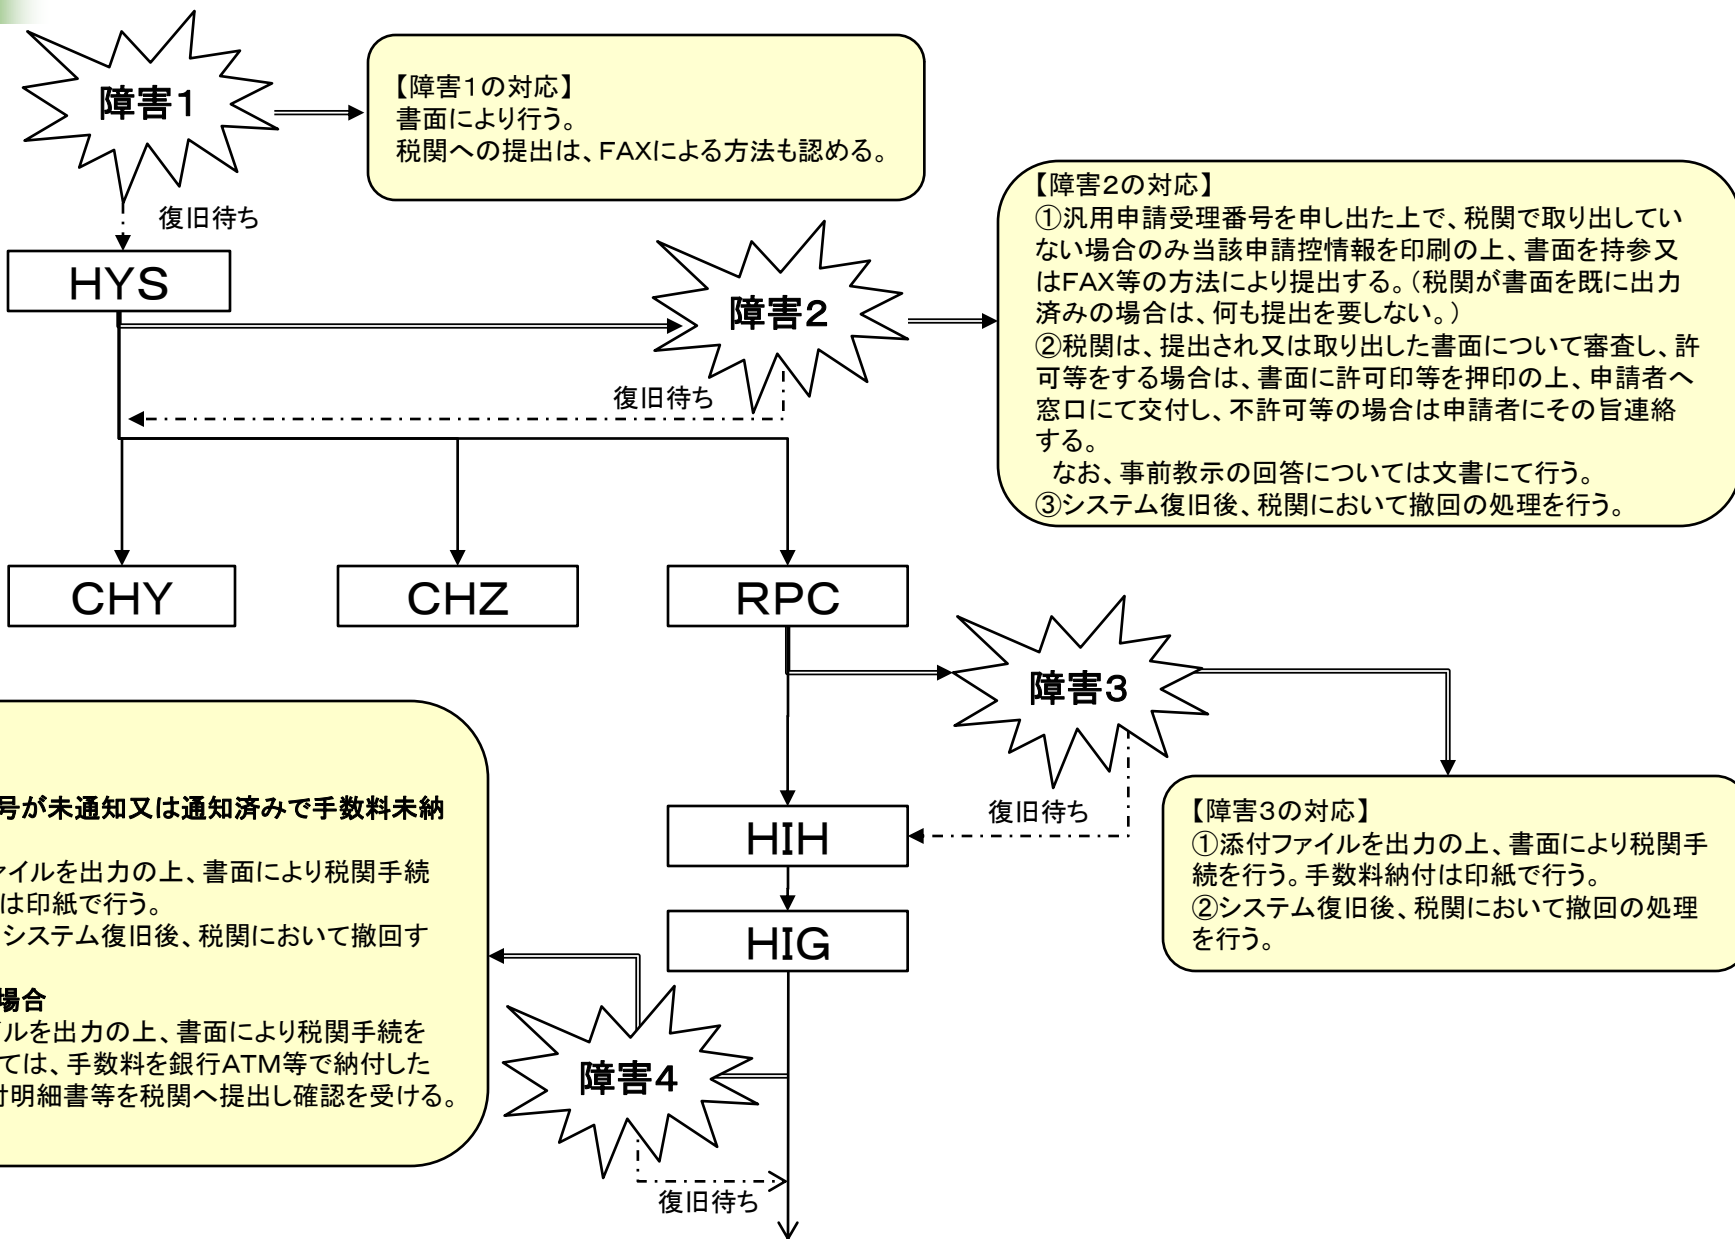 障害１
【障害１の対応】
書面により行う。
税関への提出は、ＦＡＸによる方法も認める。
復旧待ち
ＨＹＳ
障害２
【障害２の対応】
①汎用申請受理番号を申し出た上で、税関で取り出してい
ない場合のみ当該申請控情報を印刷の上、書面を持参又
はＦＡＸ等の方法により提出する。（税関が書面を既に出力
済みの場合は、何も提出を要しない。）
②税関は、提出され又は取り出した書面について審査し、許
可等をする場合は、書面に許可印等を押印の上、申請者へ
窓口にて交付し、不許可等の場合は申請者にその旨連絡
する。
なお、事前教示の回答については文書にて行う。
③システム復旧後、税関において撤回の処理を行う。
復旧待ち
ＣＨＹ
ＣＨＺ
ＲＰＣ
障害３
【障害３の対応】
①添付ファイルを出力の上、書面により税関手
続を行う。手数料納付は印紙で行う。
②システム復旧後、税関において撤回の処理
を行う。
復旧待ち
ＨＩＨ
ＨＩＧ
号が未通知又は通知済みで手数料未納
ァイルを出力の上、書面により税関手続
は印紙で行う。
システム復旧後、税関において撤回す
場合
ルを出力の上、書面により税関手続を
ては、手数料を銀行ＡＴＭ等で納付した
付明細書等を税関へ提出し確認を受ける。
障害４
復旧待ち